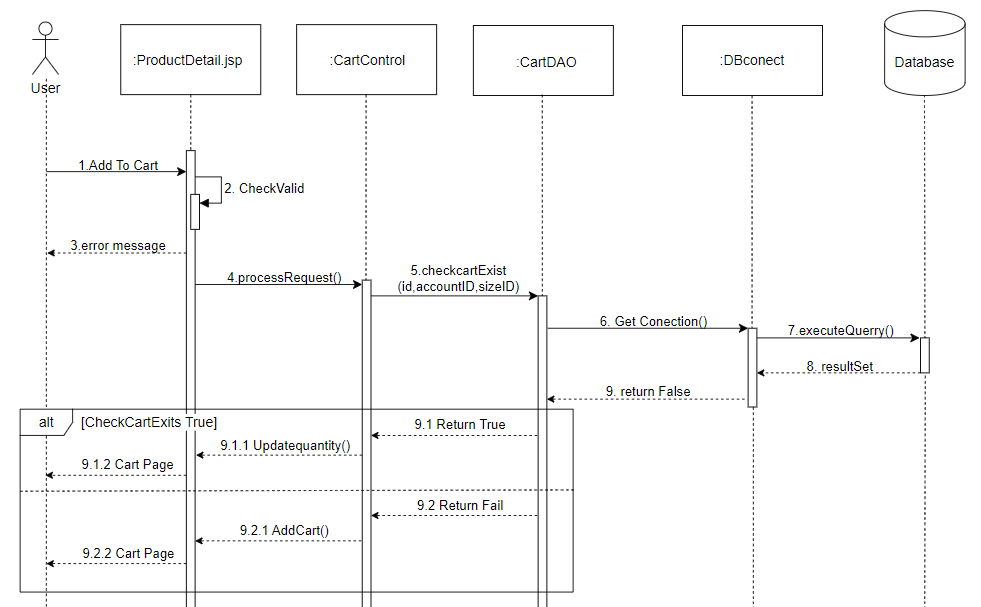 :ProductDetail.jsp
:CartControl
:CartDAO
:DBconect
Database
User
1.Add To Cart
2. CheckValid
3.error message
4.processRequest()
5.checkcartExist
(id,accountID,sizeID)
6. Get Conection()
7.executeQuerry()
8. resultSet
9. return False
alt
[CheckCartExits True]
9.1 Return True
9.1.1 Updatequantity()
9.1.2 Cart Page
9.2 Return Fail
9.2.1 AddCart()
9.2.2 Cart Page